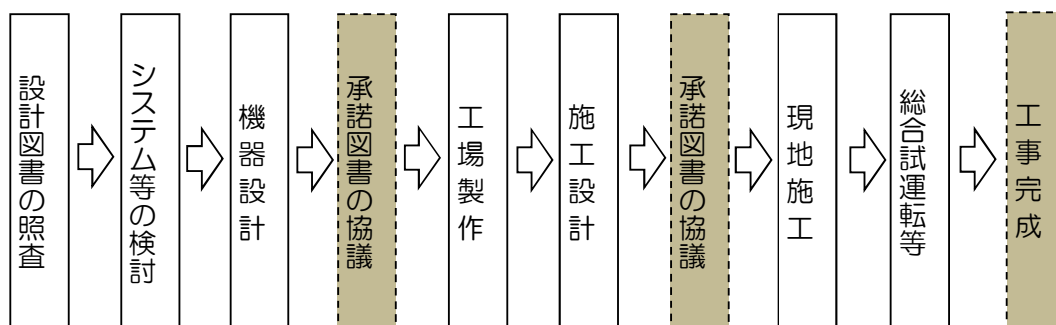 設計図書の照査
システム等の検討
機器設計
承諾図書の協議
工場製作
施工設計
承諾図書の協議
現地施工
総合試運転等
工事完成